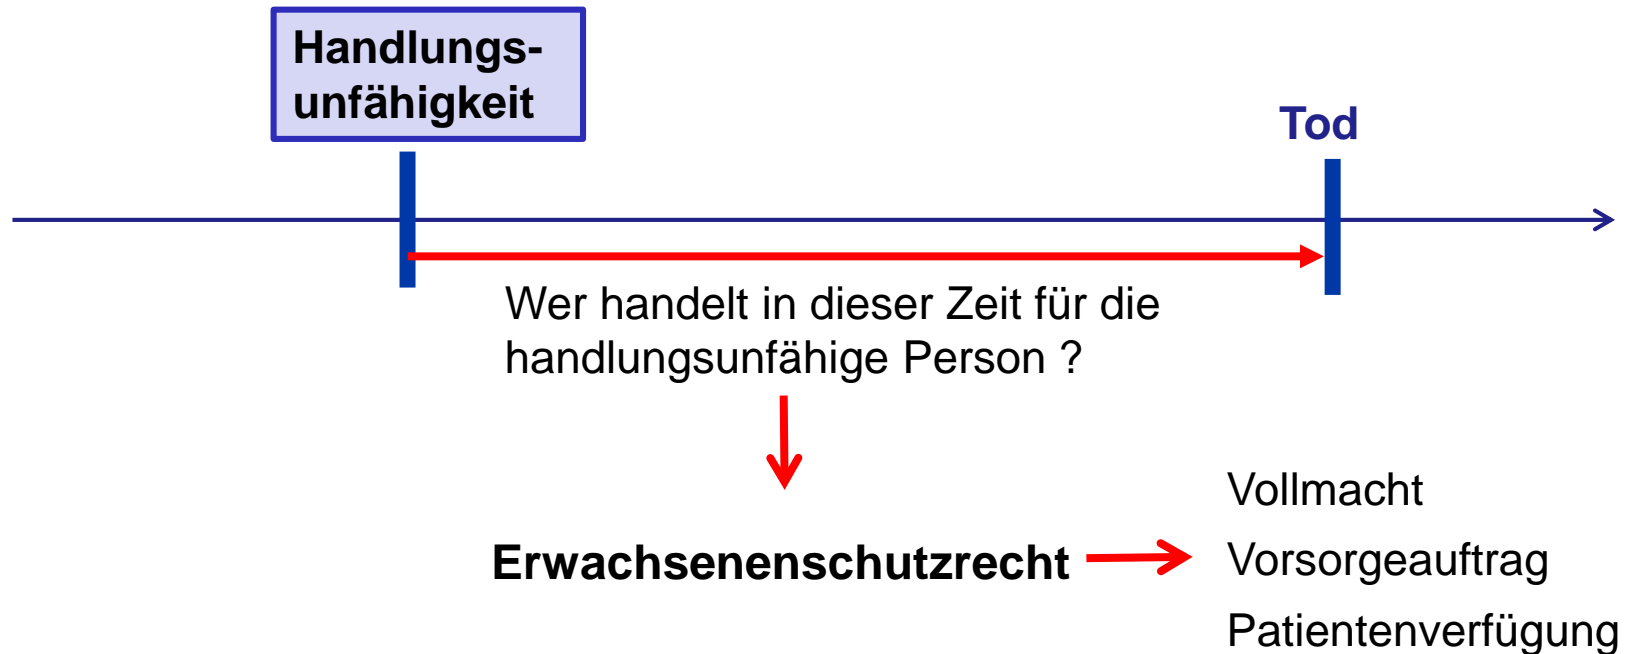 Handlungs-
unfähigkeit
Tod
Wer handelt in dieser Zeit für die
handlungsunfähige Person ?
Erwachsenenschutzrecht
Vollmacht
Vorsorgeauftrag
Patientenverfügung